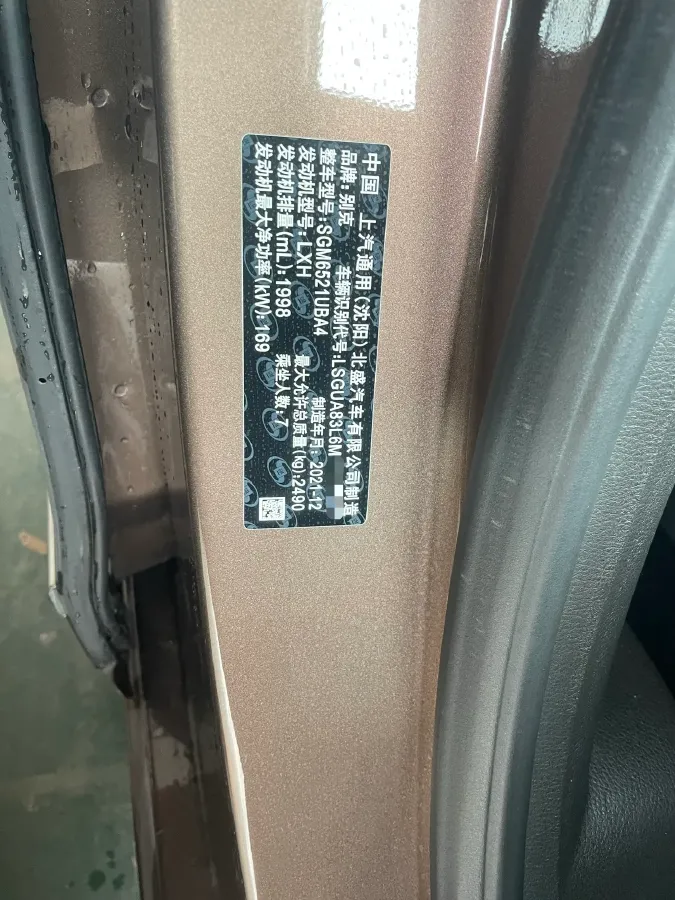 中国 上汽通用(沈阳)北盛汽车有限公司制造
品牌:别克 车辆识别代号:LSGUA83L6M
整车型号:SGM6521UBA4 制造年月:2021-12
发动机型号:LXH 最大允许总质量(kg):2490
发动机排量(mL):1998 乘坐人数:7
发动机最大净功率(kW):169